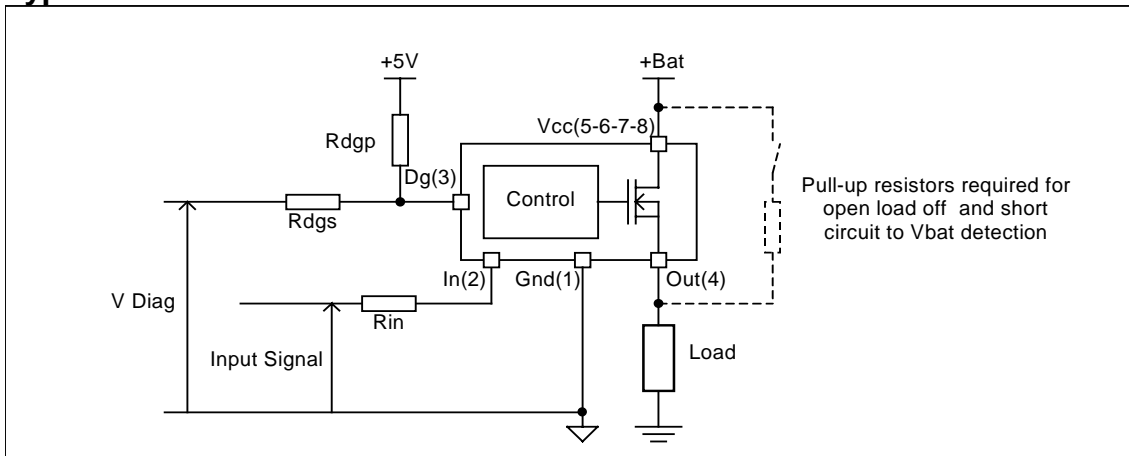 +5V
+Bat
Vcc(5-6-7-8)
Rdgp
Dg(3)
Control
Rdgs
Pull-up resistors required for
open load off and short
circuit to Vbat detection
In(2)
Gnd(1)
Out(4)
V Diag
Rin
Input Signal
Load